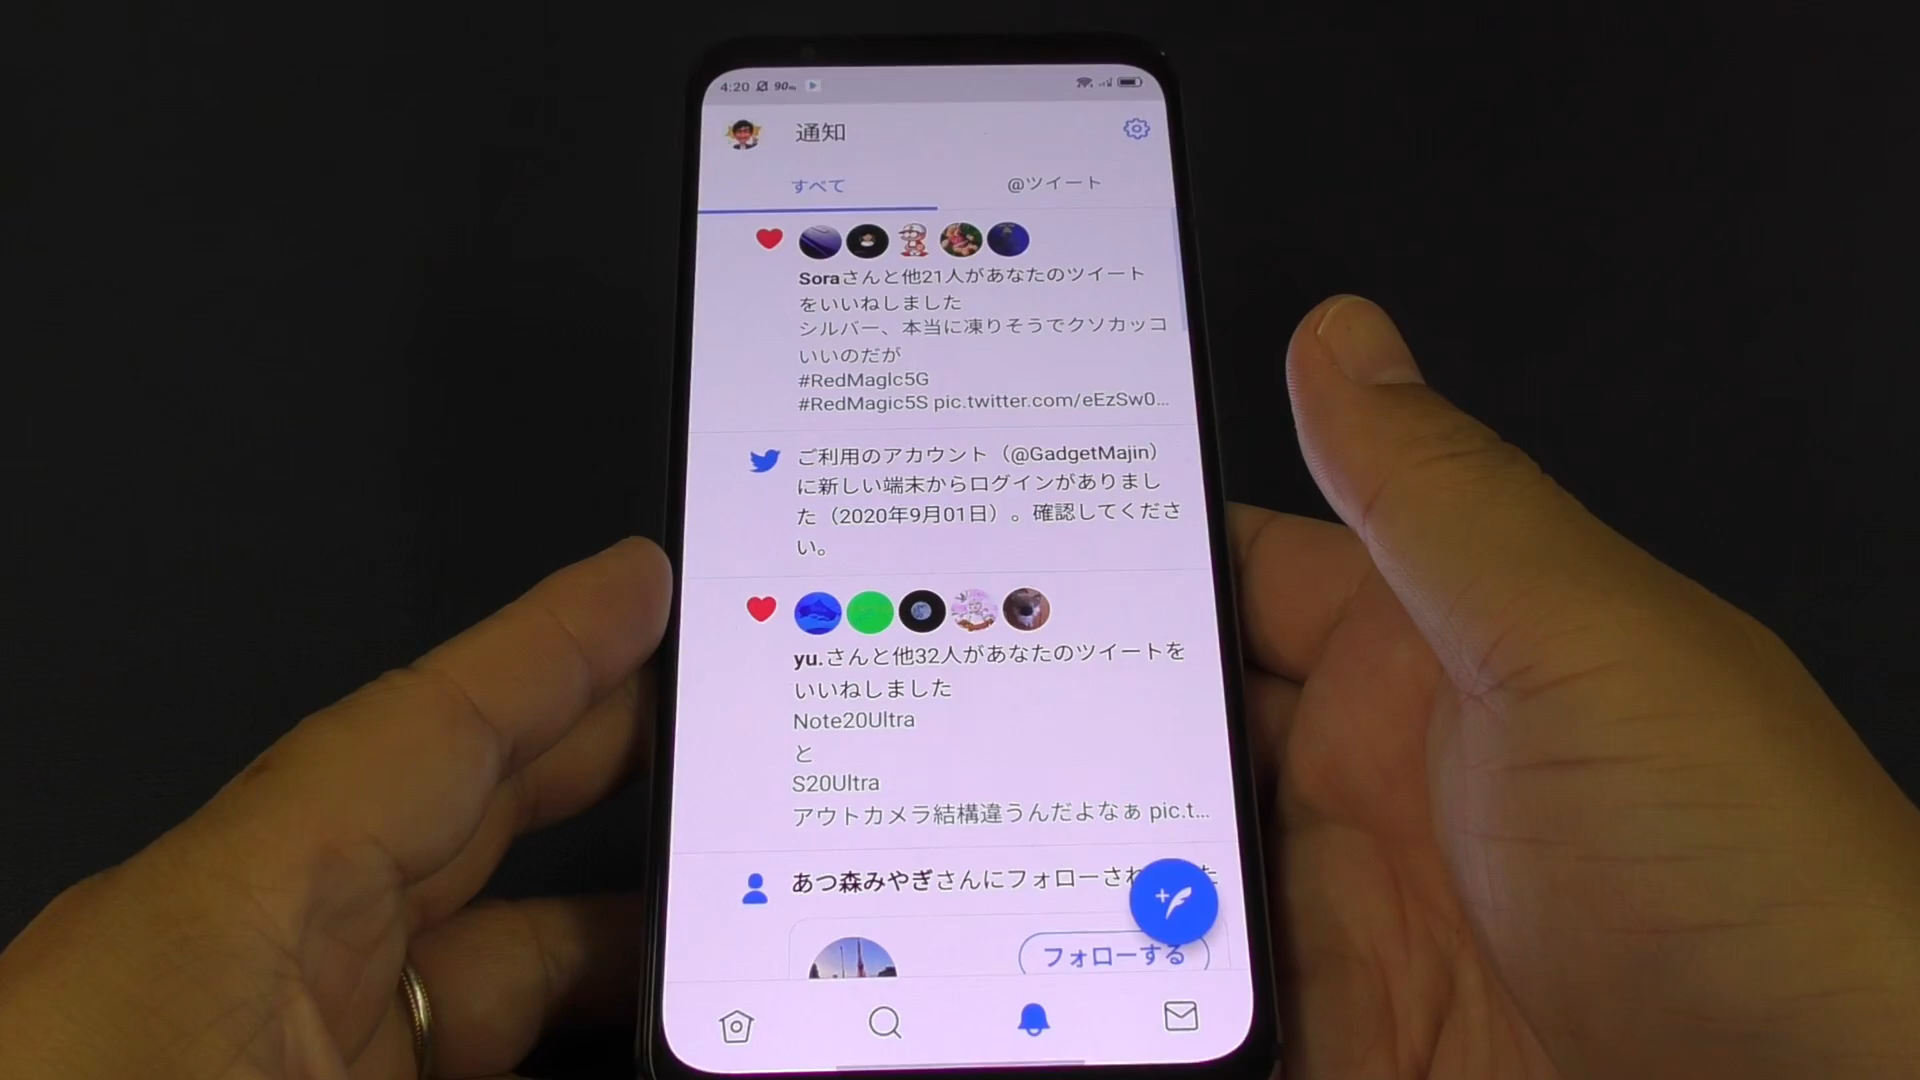 4:20 90m
通知
すべて @ツイート
Soraさんと他21人があなたのツイート
をいいねしました
シルバー、本当に凍りそうでクソカッコ
いいのだが
#RedMagIc5G
#RedMagic5S pic.twitter.com/eEzSw0…
ご利用のアカウント（@GadgetMajin）
に新しい端末からログインがありまし
た（2020年9月01日）。確認してくださ
い。
yu.さんと他32人があなたのツイートを
いいねしました
Note20Ultra
と
S20Ultra
アウトカメラ結構違うんだよなぁ pic.t…
あつ森みやぎさんにフォローされ た
フォローする